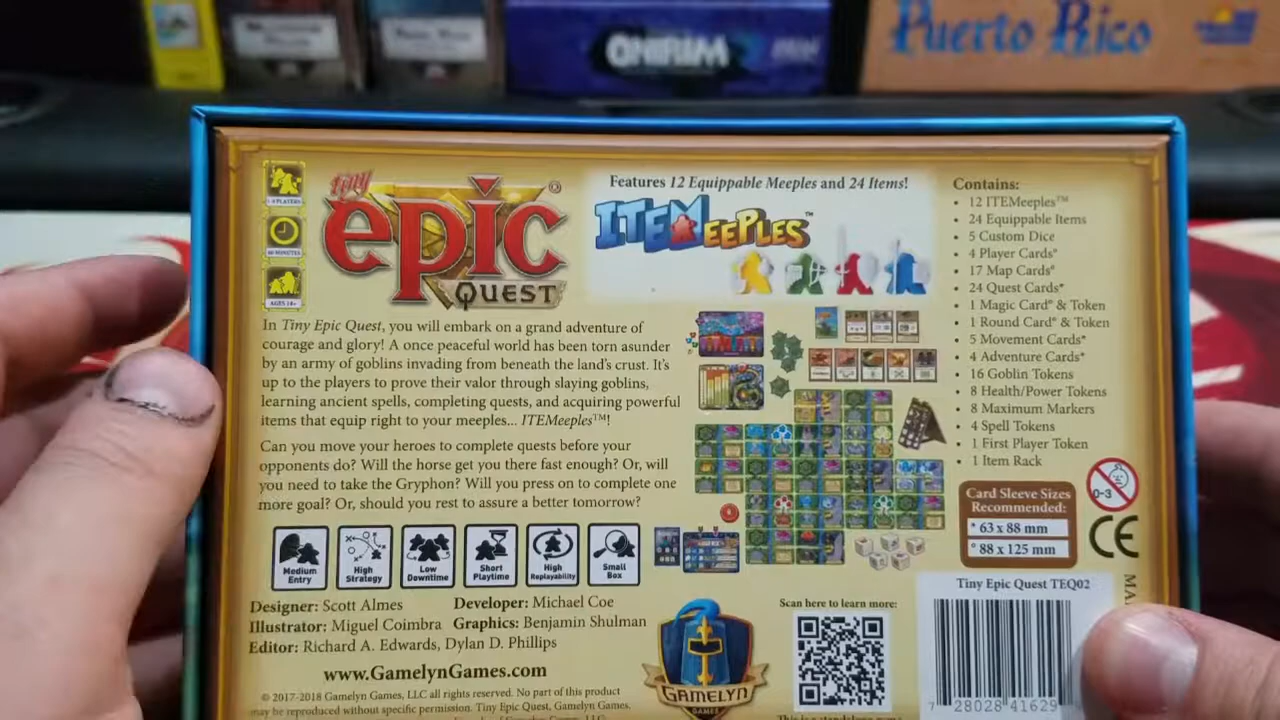 ONIRIM
Puerto Rico
tiny
epic
QUEST
1-4 PLAYERS
60 MINUTES
AGES 14+
Features 12 Equippable Meeples and 24 Items!
ITEMEEPLES™
In Tiny Epic Quest, you will embark on a grand adventure of
courage and glory! A once peaceful world has been torn asunder
by an army of goblins invading from beneath the land's crust. It's
up to the players to prove their valor through slaying goblins,
learning ancient spells, completing quests, and acquiring powerful
items that equip right to your meeples... ITEMeeples™!
Can you move your heroes to complete quests before your
opponents do? Will the horse get you there fast enough? Or, will
you need to take the Gryphon? Will you press on to complete one
more goal? Or, should you rest to assure a better tomorrow?
Contains:
• 12 ITEMeeples™
• 24 Equippable Items
• 5 Custom Dice
• 4 Player Cards*
• 17 Map Cards*
• 24 Quest Cards*
• 1 Magic Card* & Token
• 1 Round Card* & Token
• 5 Movement Cards*
• 4 Adventure Cards*
• 16 Goblin Tokens
• 8 Health/Power Tokens
• 8 Maximum Markers
• 4 Spell Tokens
• 1 First Player Token
• 1 Item Rack
Card Sleeve Sizes
Recommended:
* 63 x 88 mm
* 88 x 125 mm
0-3
CE
Medium Entry
High Strategy
Low Downtime
Short Playtime
High Replayability
Small Box
Designer: Scott Almes Developer: Michael Coe
Illustrator: Miguel Coimbra Graphics: Benjamin Shulman
Editor: Richard A. Edwards, Dylan D. Phillips
www.GamelynGames.com
© 2017-2018 Gamelyn Games, LLC all rights reserved. No part of this product
may be reproduced without specific permission. Tiny Epic Quest, Gamelyn Games,
GAMELYN
GAMES
Scan here to learn more:
Tiny Epic Quest TEQ02
7 28028 41629